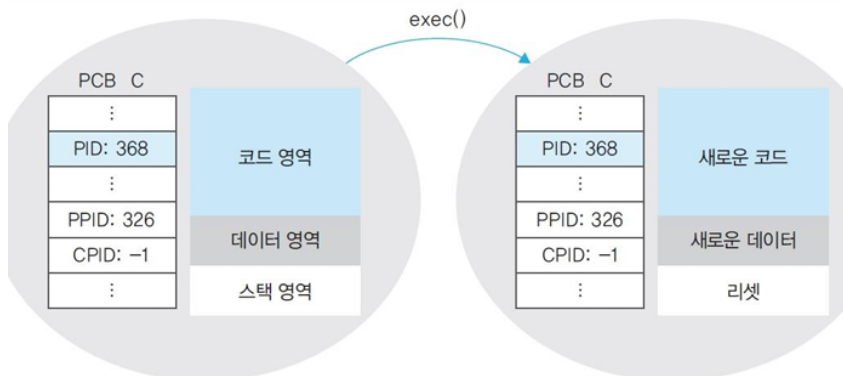 exec()
PCB C
⋮
PID: 368
⋮
PPID: 326
CPID: -1
⋮
코드 영역
데이터 영역
스택 영역
PCB C
⋮
PID: 368
⋮
PPID: 326
CPID: -1
⋮
새로운 코드
새로운 데이터
리셋